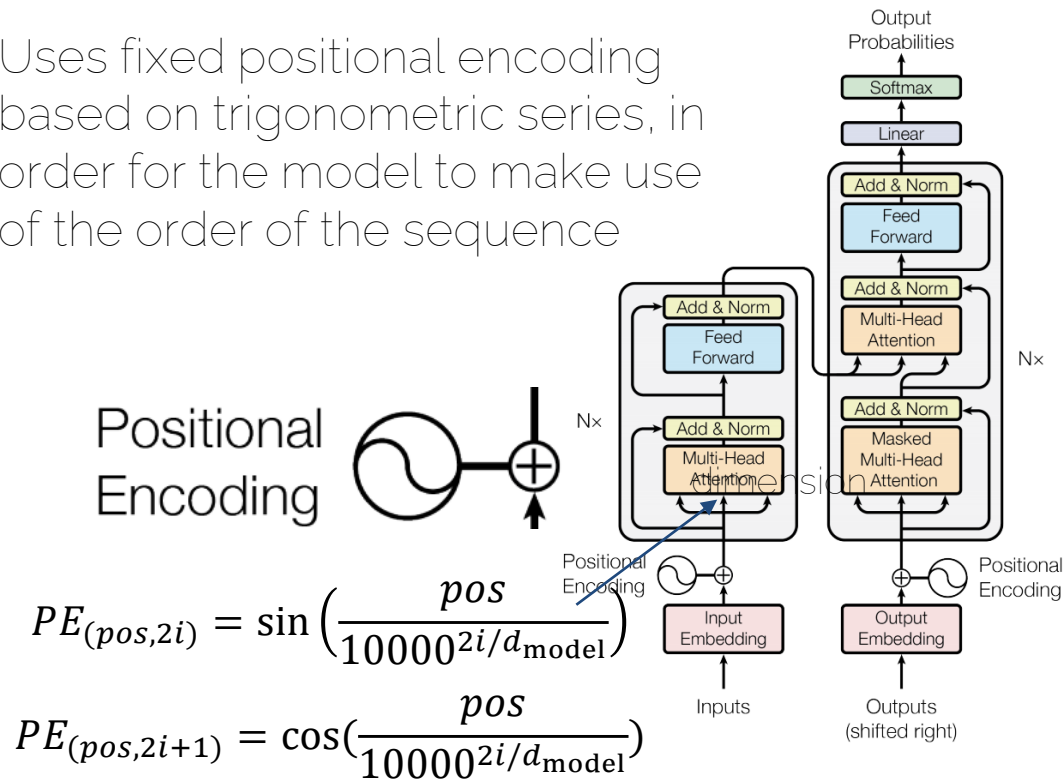 Uses fixed positional encoding
based on trigonometric series, in
order for the model to make use
of the order of the sequence
Positional
Encoding
PE_(pos,2i) = sin(pos / 10000^(2i/d_model))
PE_(pos,2i+1) = cos(pos / 10000^(2i/d_model))
Output
Probabilities
Softmax
Linear
Add & Norm
Feed
Forward
Add & Norm
Multi-Head
Attention
Nx
Add & Norm
Masked
Multi-Head
Attention
Add & Norm
Feed
Forward
Nx
Add & Norm
Multi-Head
Attention
dimension
Positional
Encoding
Positional
Encoding
Input
Embedding
Output
Embedding
Inputs
Outputs
(shifted right)